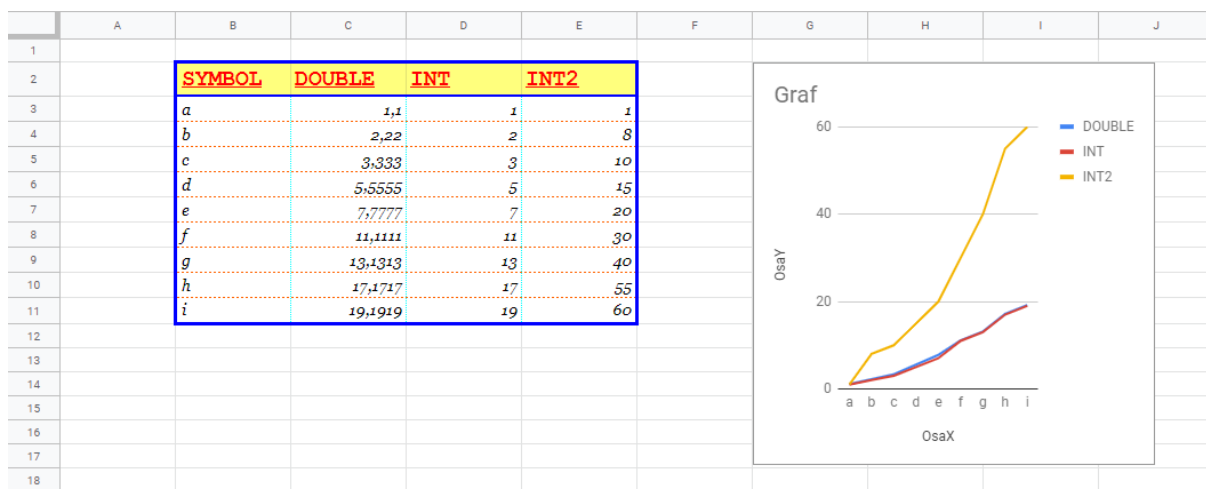 A B C D E F G H I J
1
2 SYMBOL DOUBLE INT INT2
3 a 1,1 1 1
4 b 2,22 2 8
5 c 3,333 3 10
6 d 5,5555 5 15
7 e 7,7777 7 20
8 f 11,1111 11 30
9 g 13,1313 13 40
10 h 17,1717 17 55
11 i 19,1919 19 60
12
13
14
15
16
17
18
Graf
60
40
20
0
OsaY
a b c d e f g h i
OsaX
DOUBLE
INT
INT2